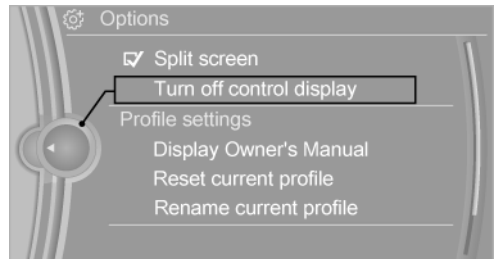 Options
Split screen
Turn off control display
Profile settings
Display Owner's Manual
Reset current profile
Rename current profile